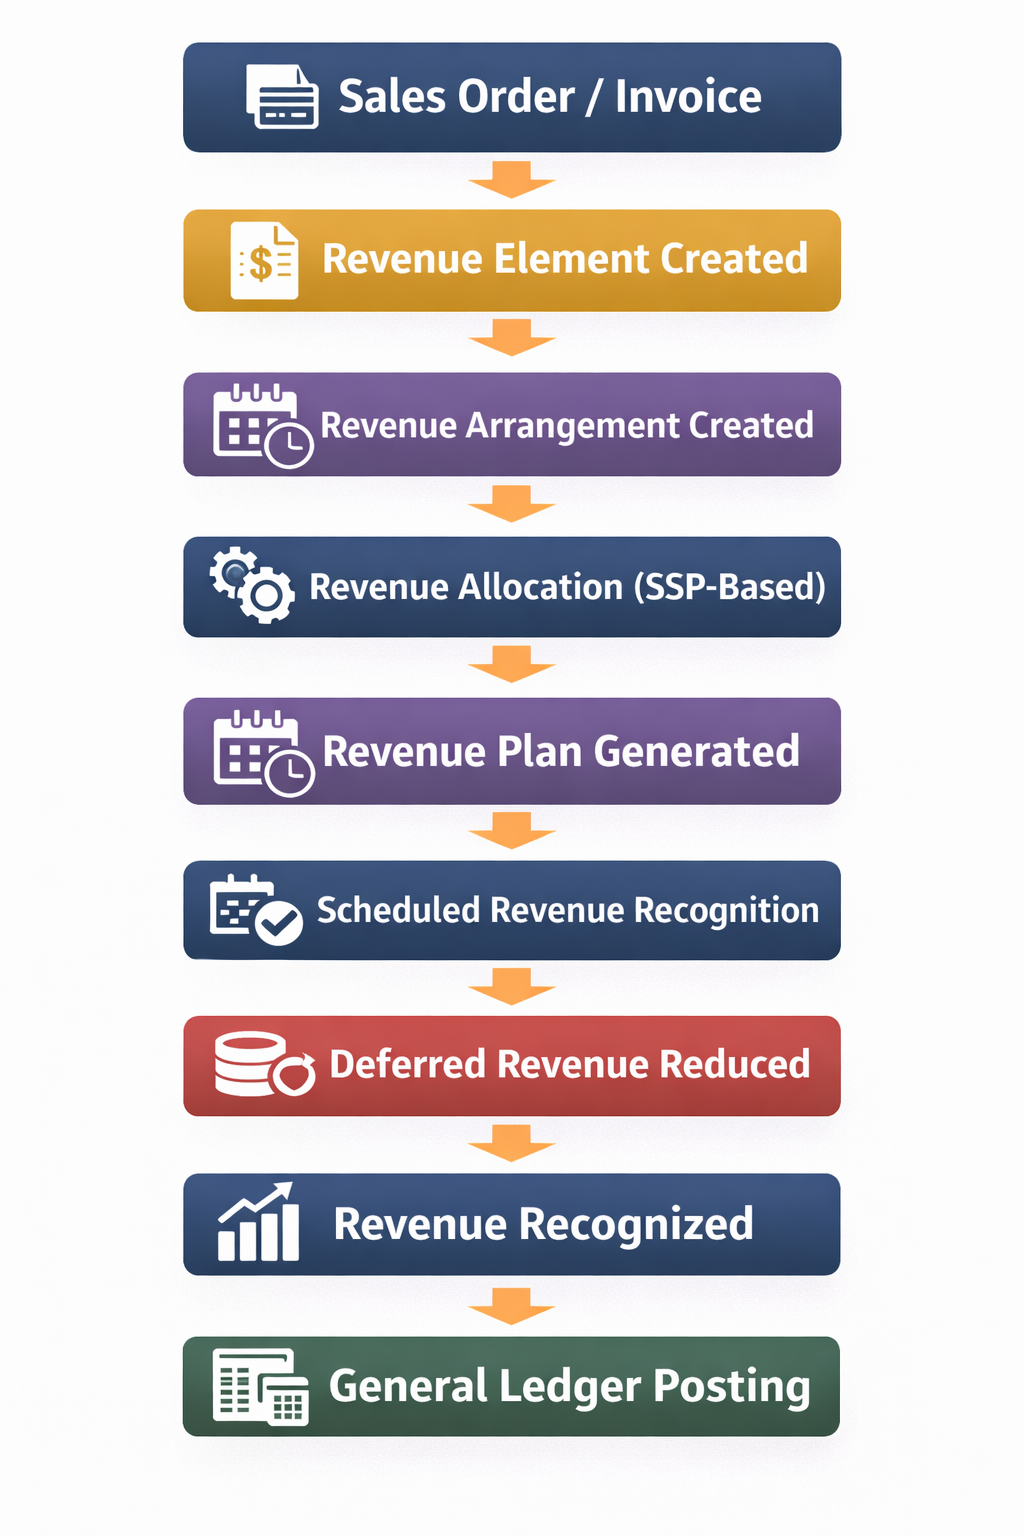 Sales Order / Invoice
$
Revenue Element Created
Revenue Arrangement Created
Revenue Allocation (SSP-Based)
Revenue Plan Generated
Scheduled Revenue Recognition
Deferred Revenue Reduced
Revenue Recognized
General Ledger Posting